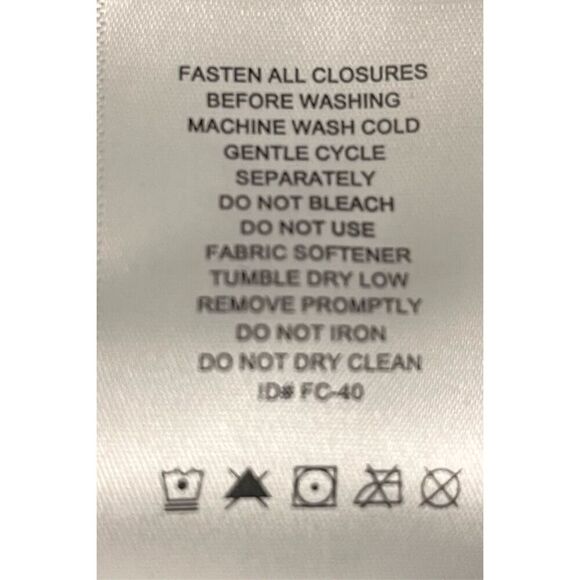 FASTEN ALL CLOSURES
BEFORE WASHING
MACHINE WASH COLD
GENTLE CYCLE
SEPARATELY
DO NOT BLEACH
DO NOT USE
FABRIC SOFTENER
TUMBLE DRY LOW
REMOVE PROMPTLY
DO NOT IRON
DO NOT DRY CLEAN
ID# FC-40